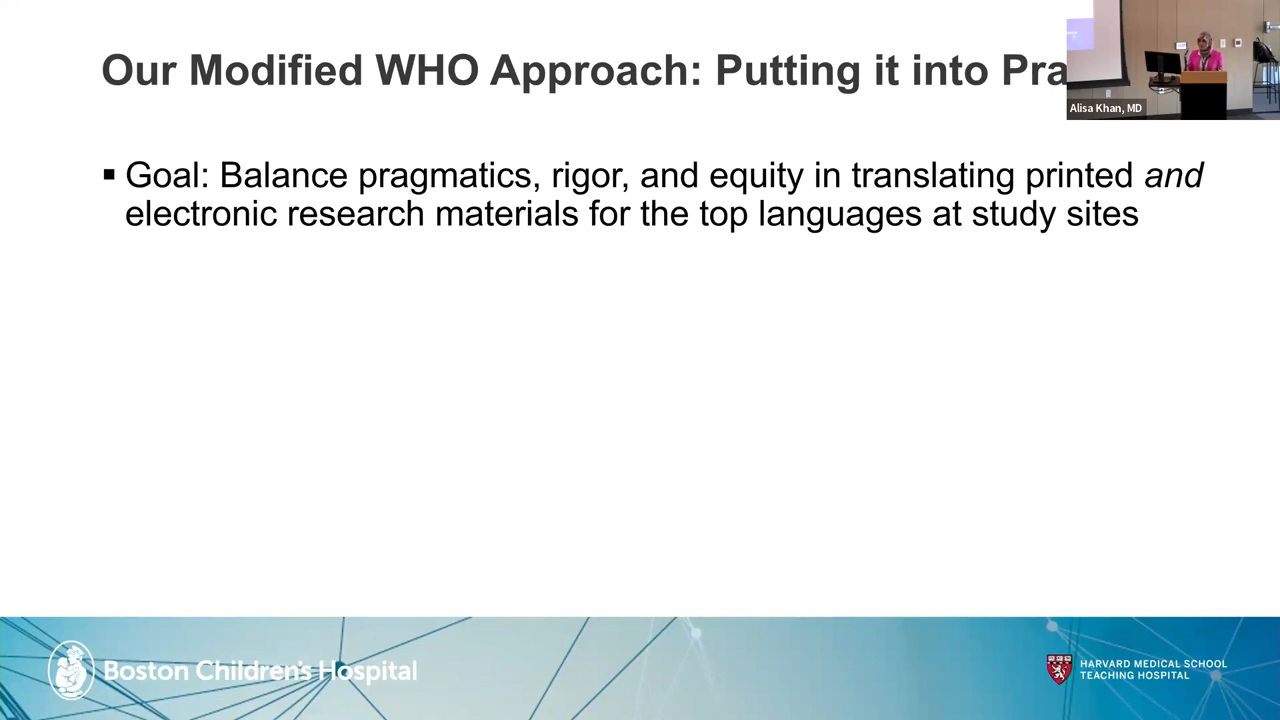 Our Modified WHO Approach: Putting it into Pra
Alisa Khan, MD
▪ Goal: Balance pragmatics, rigor, and equity in translating printed and
electronic research materials for the top languages at study sites
Boston Children's Hospital
HARVARD MEDICAL SCHOOL
TEACHING HOSPITAL